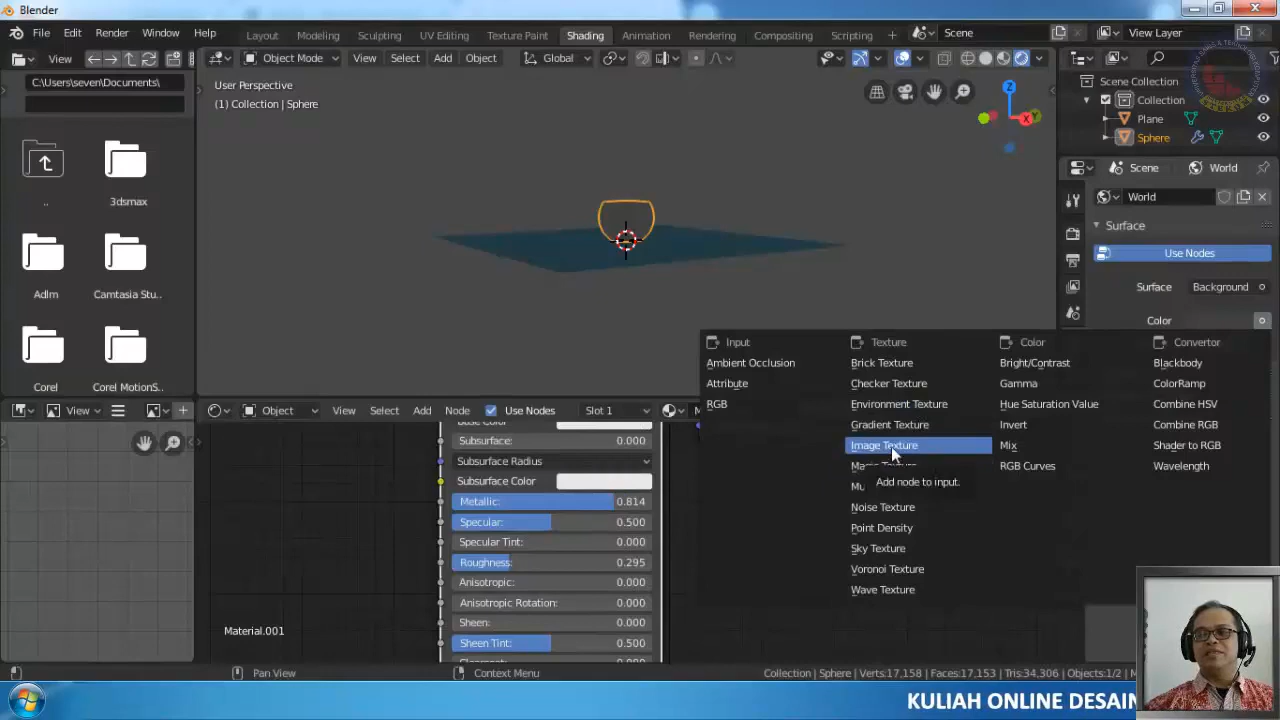 Blender
File Edit Render Window Help
Layout Modeling Sculpting UV Editing Texture Paint Shading Animation Rendering Compositing Scripting
Scene
View Layer
View
Object Mode View Select Add Object
Global
C:\Users\seven\Documents\
User Perspective
(1) Collection | Sphere
Z
X
Y
Scene Collection
Collection
Plane
Sphere
..
3dsmax
Adlm
Camtasia Stu..
Corel
Corel MotionS..
Scene World
World
Surface
Use Nodes
Surface Background
Color
Input
Ambient Occlusion
Attribute
RGB
Texture
Brick Texture
Checker Texture
Environment Texture
Gradient Texture
Image Texture
Add node to input.
Noise Texture
Point Density
Sky Texture
Voronoi Texture
Wave Texture
Color
Bright/Contrast
Gamma
Hue Saturation Value
Invert
Mix
RGB Curves
Convertor
Blackbody
ColorRamp
Combine HSV
Combine RGB
Shader to RGB
Wavelength
View
Object View Select Add Node Use Nodes Slot 1
Base Color
Subsurface: 0.000
Subsurface Radius
Subsurface Color
Metallic: 0.814
Specular: 0.500
Specular Tint: 0.000
Roughness: 0.295
Anisotropic: 0.000
Anisotropic Rotation: 0.000
Sheen: 0.000
Sheen Tint: 0.500
Material.001
Pan View
Context Menu
Collection | Sphere | Verts:17,158 | Faces:17,153 | Tris:34,306 | Objects:1/2 |
KULIAH ONLINE DESAIN